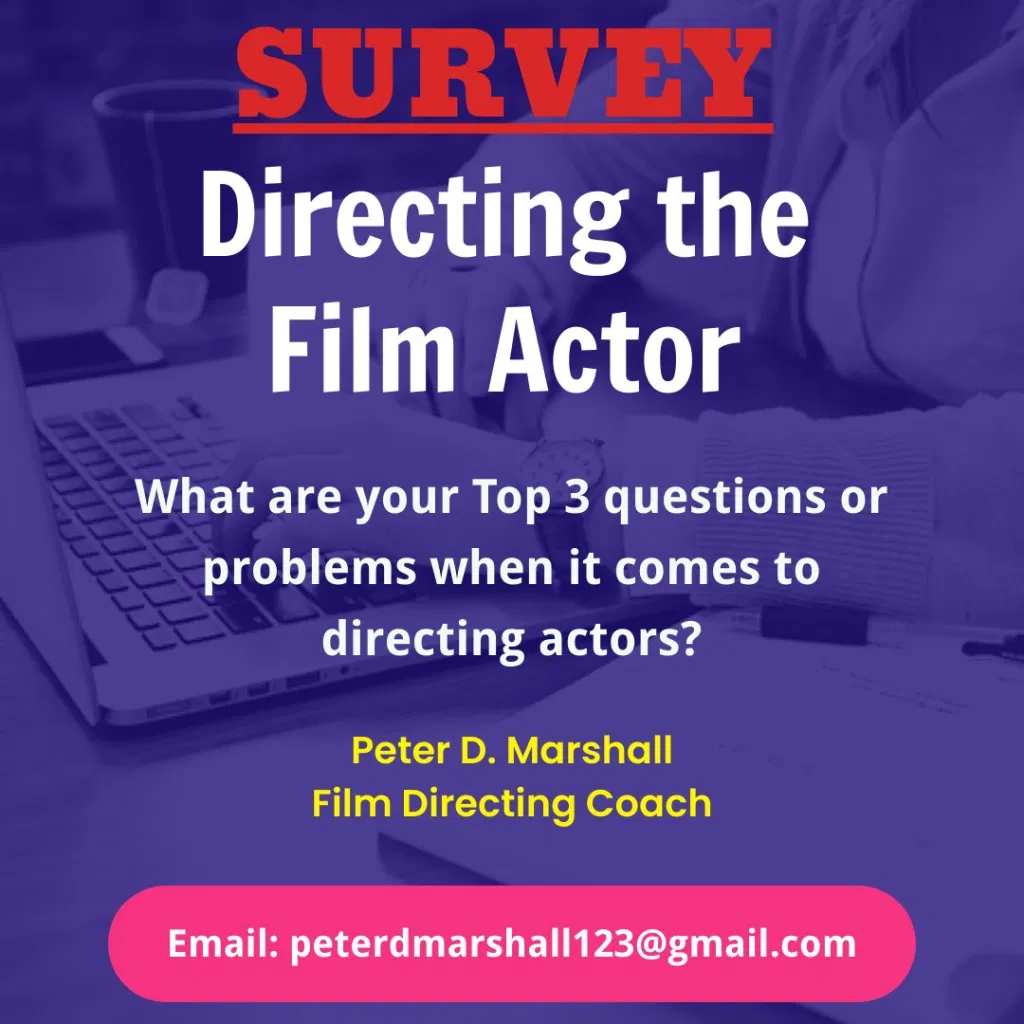 SURVEY
Directing the
Film Actor
What are your Top 3 questions or
problems when it comes to
directing actors?
Peter D. Marshall
Film Directing Coach
Email: peterdmarshall123@gmail.com